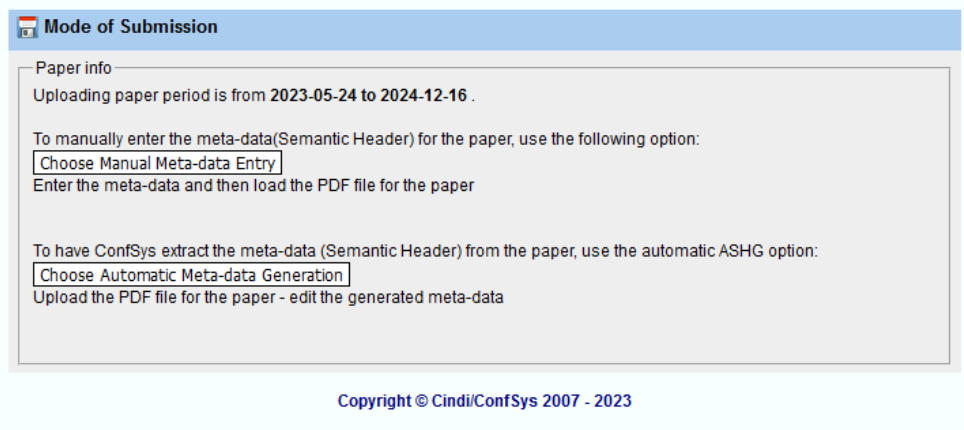 Mode of Submission
Paper info
Uploading paper period is from 2023-05-24 to 2024-12-16 .
To manually enter the meta-data(Semantic Header) for the paper, use the following option:
Choose Manual Meta-data Entry
Enter the meta-data and then load the PDF file for the paper
To have ConfSys extract the meta-data (Semantic Header) from the paper, use the automatic ASHG option:
Choose Automatic Meta-data Generation
Upload the PDF file for the paper - edit the generated meta-data
Copyright © Cindi/ConfSys 2007 - 2023